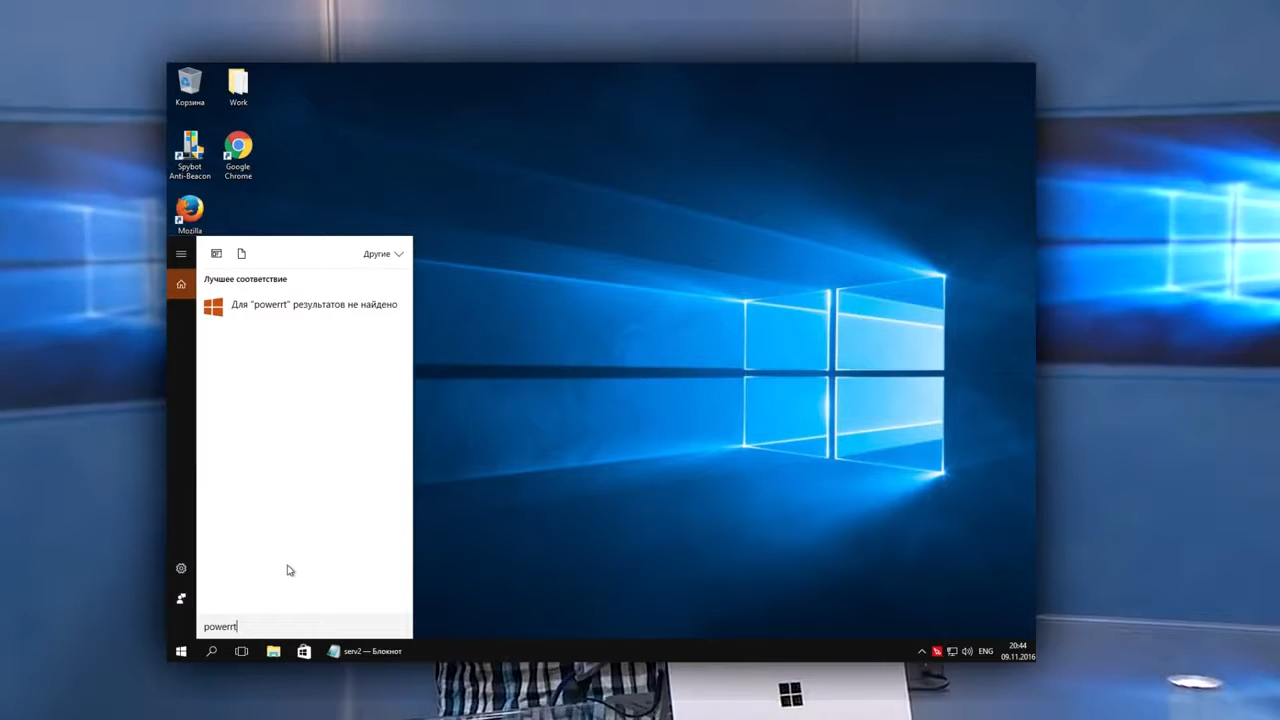 Корзина
Work
Spybot
Anti-Beacon
Google
Chrome
Mozilla
Другие
Лучшее соответствие
Для "powerrt" результатов не найдено
powerrt
serv2 — Блокнот
ENG
20:44
09.11.2016